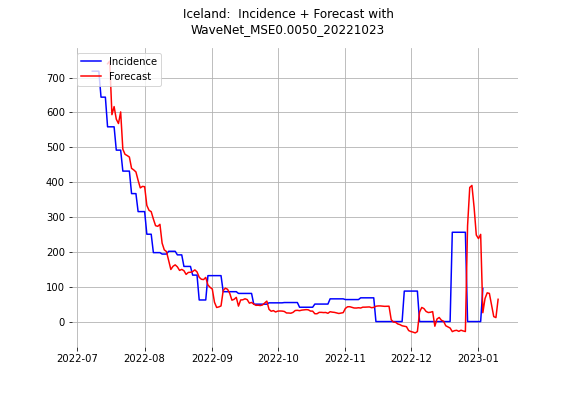 Iceland:  Incidence + Forecast with
WaveNet_MSE0.0050_20221023
Incidence
Forecast
700
600
500
400
300
200
100
0
2022-07 2022-08 2022-09 2022-10 2022-11 2022-12 2023-01